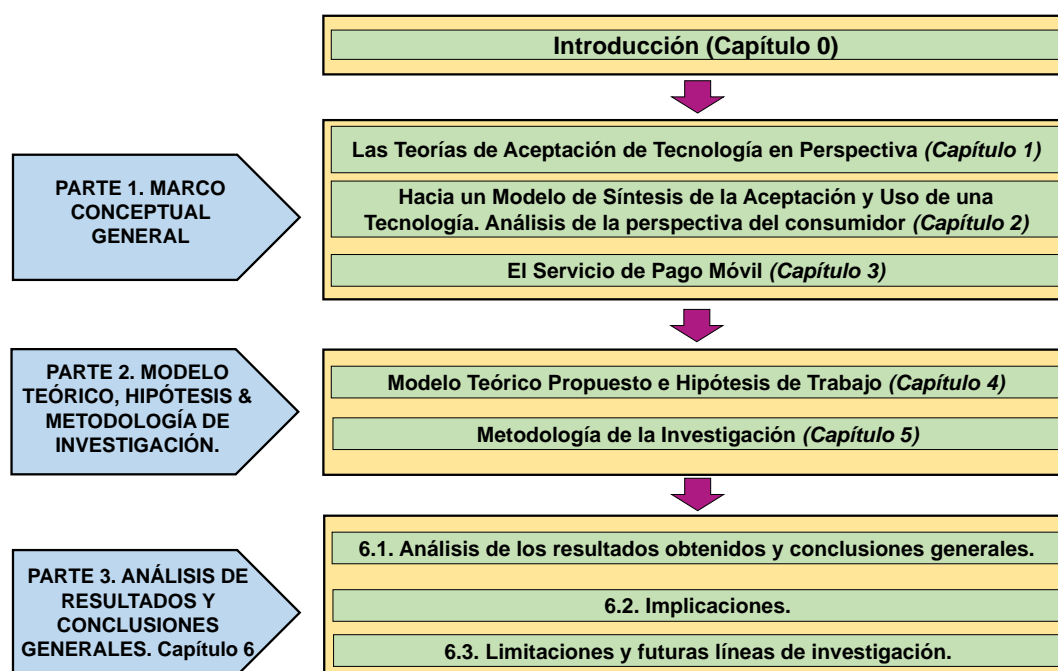 Introducción (Capítulo 0)
PARTE 1. MARCO
CONCEPTUAL
GENERAL
Las Teorías de Aceptación de Tecnología en Perspectiva (Capítulo 1)
Hacia un Modelo de Síntesis de la Aceptación y Uso de una
Tecnología. Análisis de la perspectiva del consumidor (Capítulo 2)
El Servicio de Pago Móvil (Capítulo 3)
PARTE 2. MODELO
TEÓRICO, HIPÓTESIS &
METODOLOGÍA DE
INVESTIGACIÓN.
Modelo Teórico Propuesto e Hipótesis de Trabajo (Capítulo 4)
Metodología de la Investigación (Capítulo 5)
PARTE 3. ANÁLISIS DE
RESULTADOS Y
CONCLUSIONES
GENERALES. Capítulo 6
6.1. Análisis de los resultados obtenidos y conclusiones generales.
6.2. Implicaciones.
6.3. Limitaciones y futuras líneas de investigación.